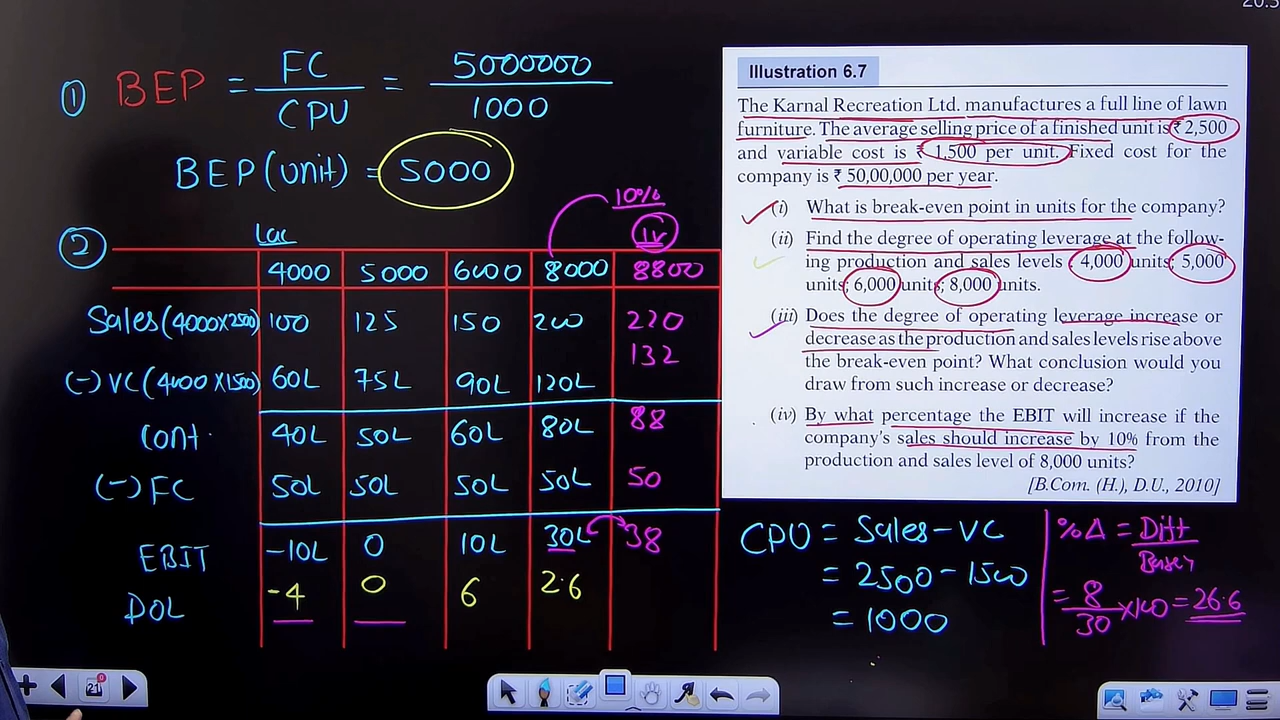 20:3
① BEP = FC / CPU = 5000000 / 1000
BEP(unit) = 5000
10%
② Lac 1v
4000 5000 6000 8000 8800
Sales(4000x2500) 100 125 150 200 220
(-) VC(4000x1500) 60L 75L 90L 120L 132
Cont. 40L 50L 60L 80L 88
(-) FC 50L 50L 50L 50L 50
EBIT -10L 0 10L 30L 38
DOL -4 0 6 2.6
Illustration 6.7
The Karnal Recreation Ltd. manufactures a full line of lawn
furniture. The average selling price of a finished unit is ₹ 2,500
and variable cost is ₹ 1,500 per unit. Fixed cost for the
company is ₹ 50,00,000 per year.
(i) What is break-even point in units for the company?
(ii) Find the degree of operating leverage at the follow-
ing production and sales levels : 4,000 units; 5,000
units; 6,000 units; 8,000 units.
(iii) Does the degree of operating leverage increase or
decrease as the production and sales levels rise above
the break-even point? What conclusion would you
draw from such increase or decrease?
(iv) By what percentage the EBIT will increase if the
company's sales should increase by 10% from the
production and sales level of 8,000 units?
[B.Com. (H.), D.U., 2010]
CPU = Sales - VC
= 2500 - 1500
= 1000
%Δ = Diff / Base
= 8 / 30 x100 = 26.6
21